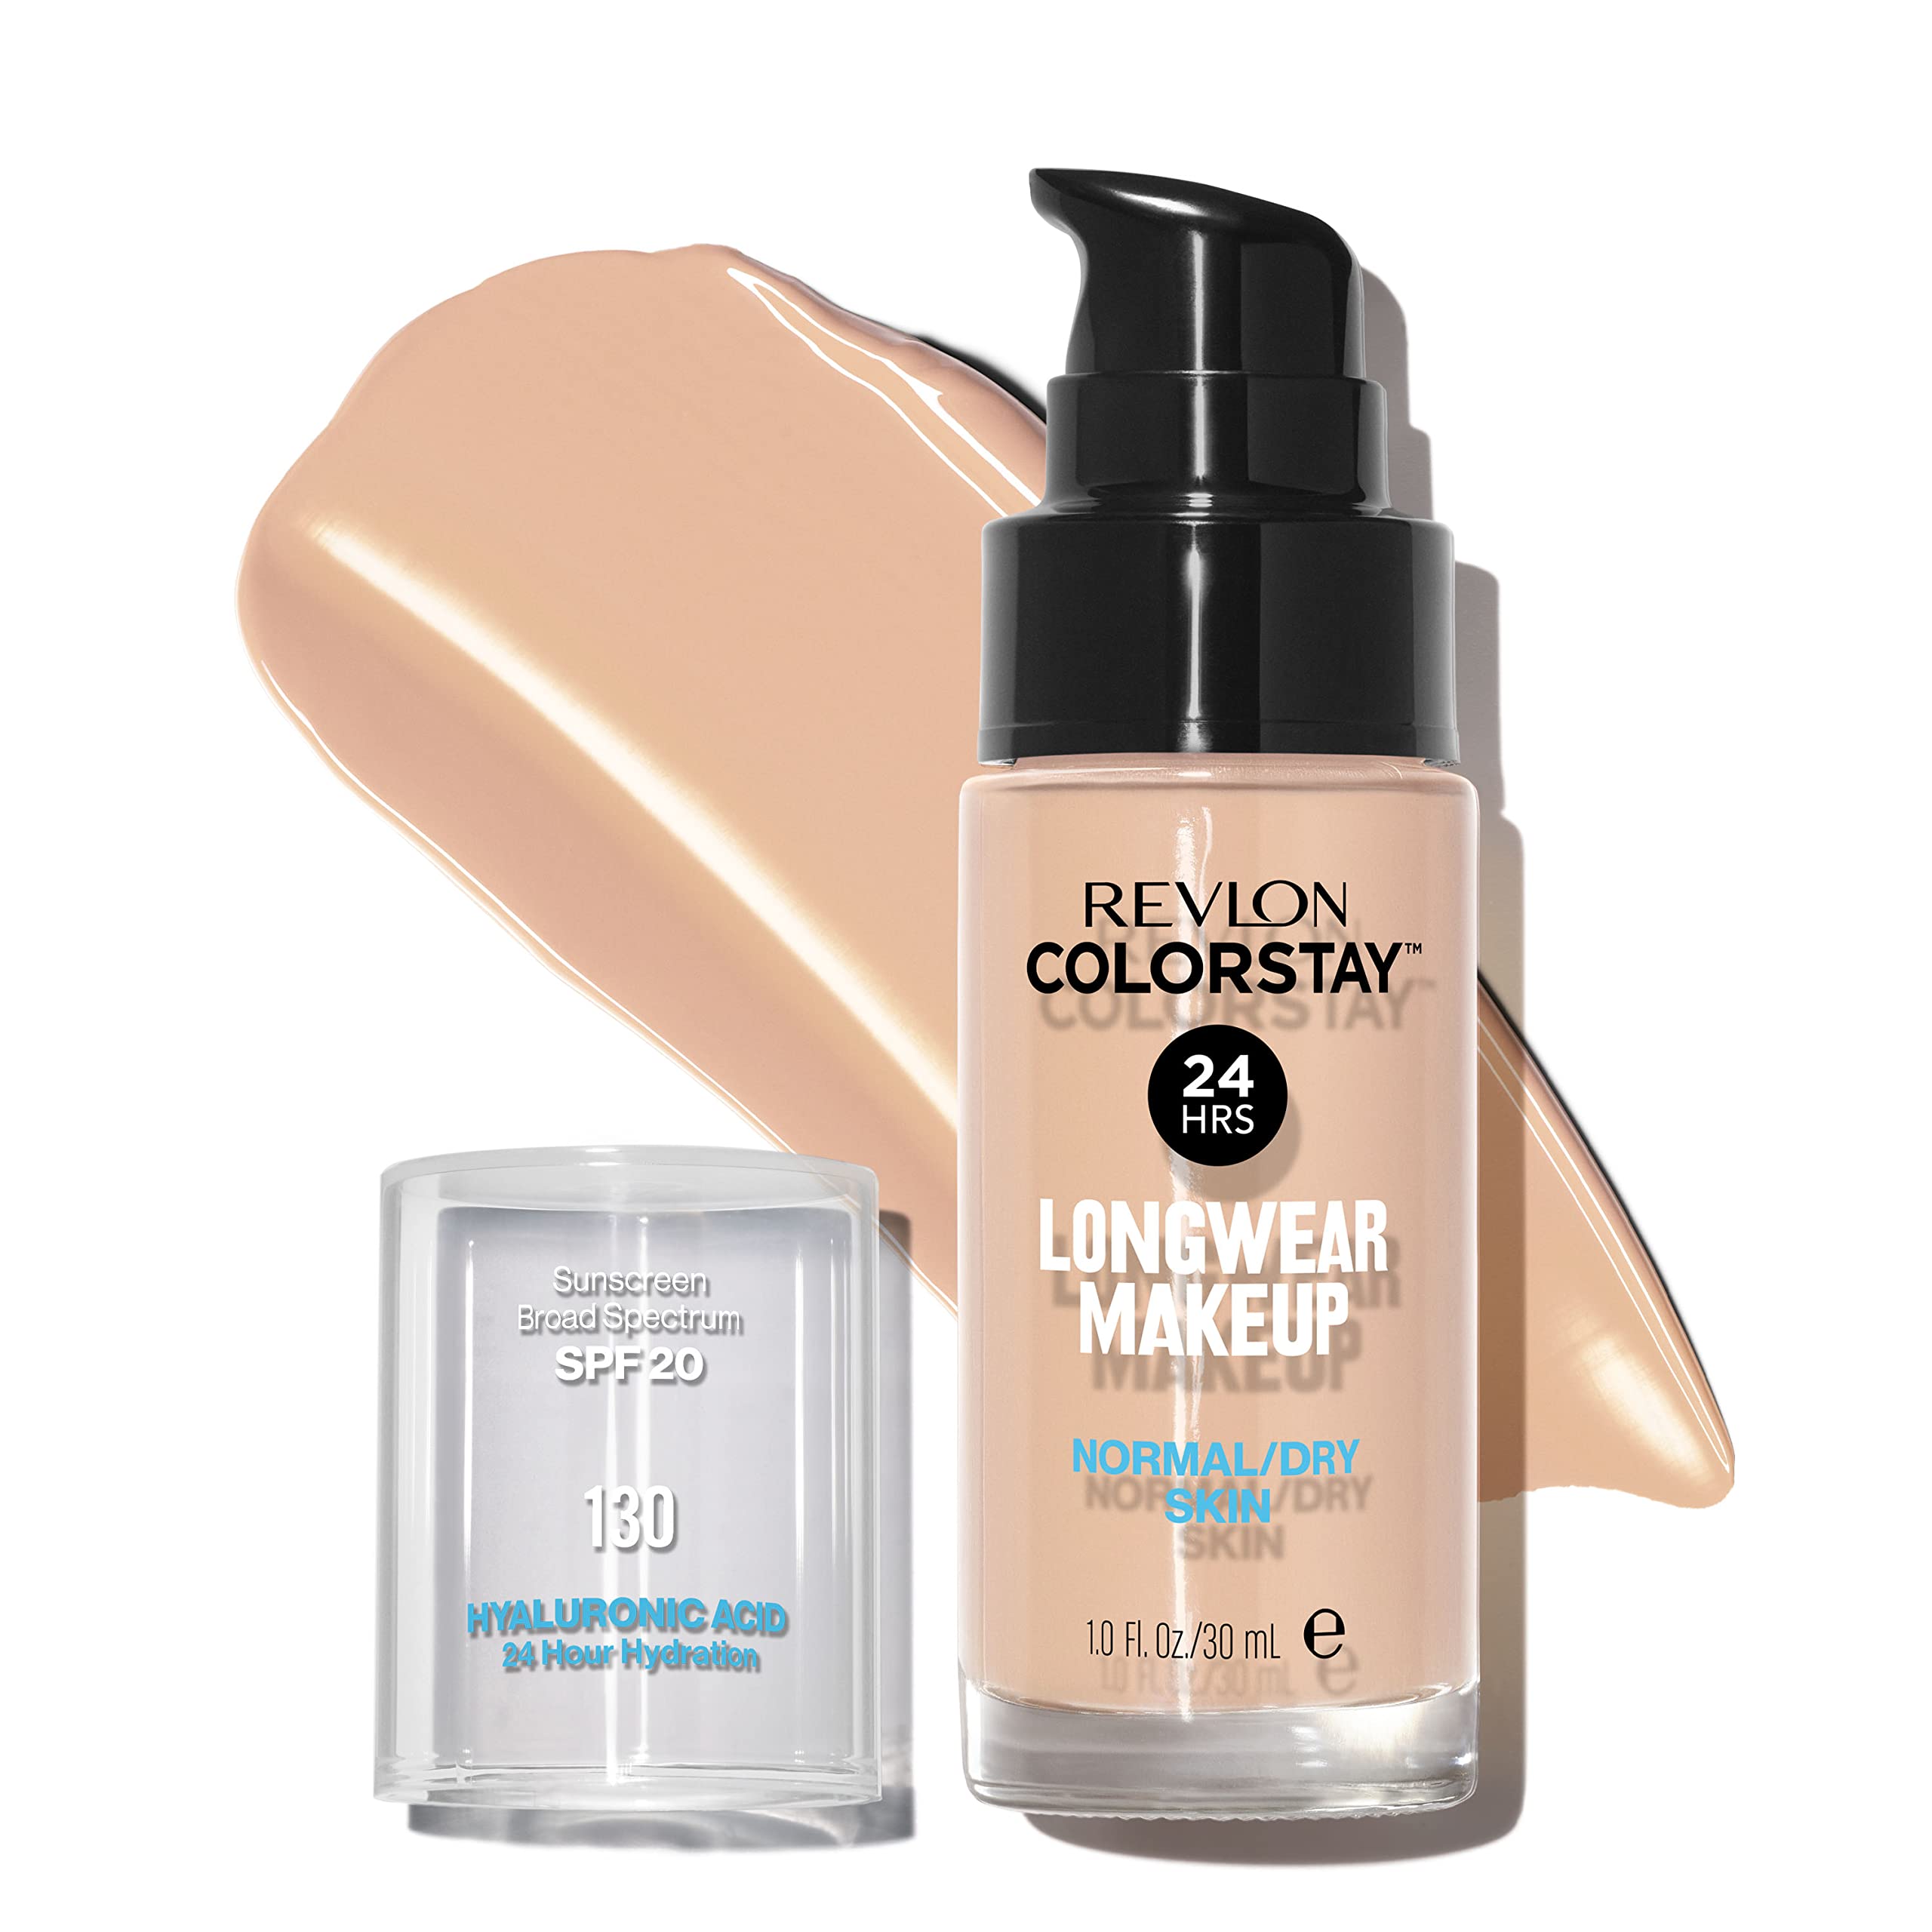 REVLON
COLORSTAY™
24
HRS
LONGWEAR
MAKEUP
NORMAL/DRY
SKIN
1.0 Fl. Oz./30 mL ℮
Sunscreen
Broad Spectrum
SPF 20
130
HYALURONIC ACID
24 Hour Hydration